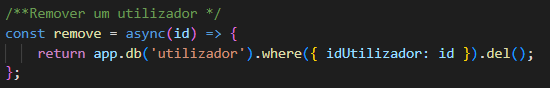 /**Remover um utilizador */
const remove = async(id) => {
    return app.db('utilizador').where({ idUtilizador: id }).del();
};